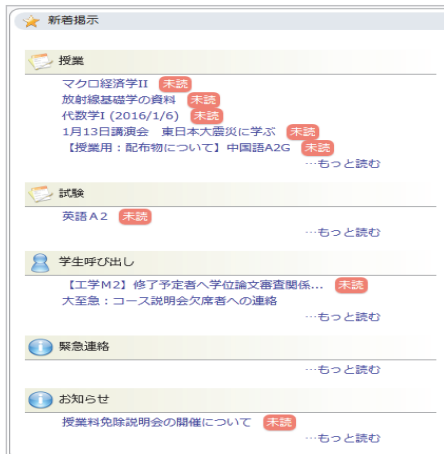 新着掲示
授業
マクロ経済学II 未読
放射線基礎学の資料 未読
代数学I (2016/1/6) 未読
1月13日講演会 東日本大震災に学ぶ 未読
【授業用：配布物について】中国語A2G 未読
…もっと読む
試験
英語A2 未読
…もっと読む
学生呼び出し
【工学M2】修了予定者へ学位論文審査関係... 未読
大至急：コース説明会欠席者への連絡
…もっと読む
緊急連絡
…もっと読む
お知らせ
授業料免除説明会の開催について 未読
…もっと読む